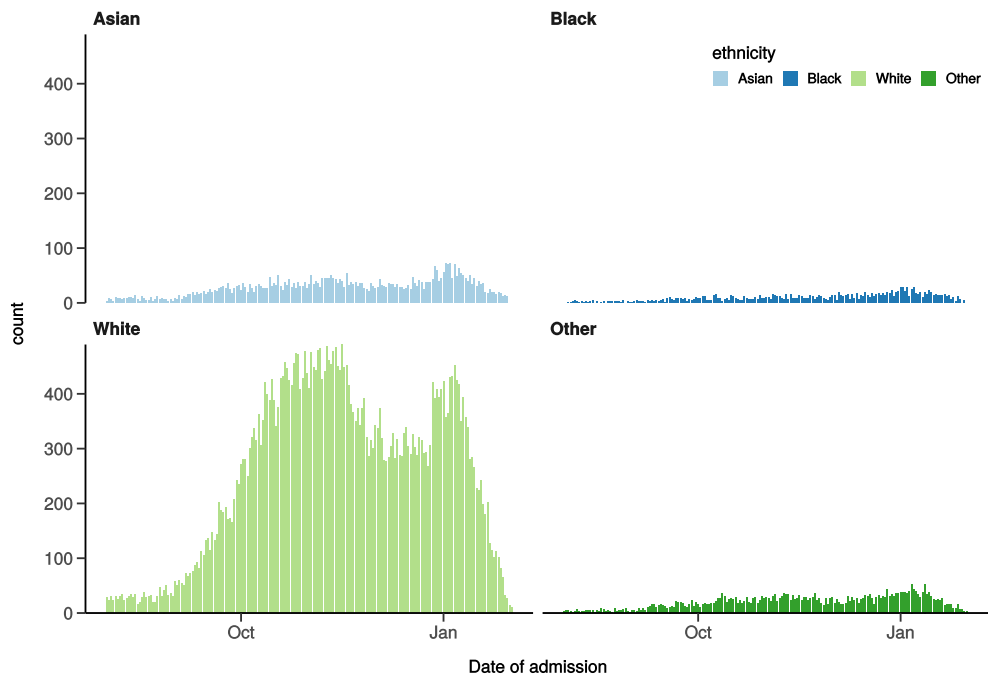 Asian
Black
ethnicity
Asian Black White Other
400
300
200
100
0
count
White
Other
400
300
200
100
0
Oct Jan Oct Jan
Date of admission